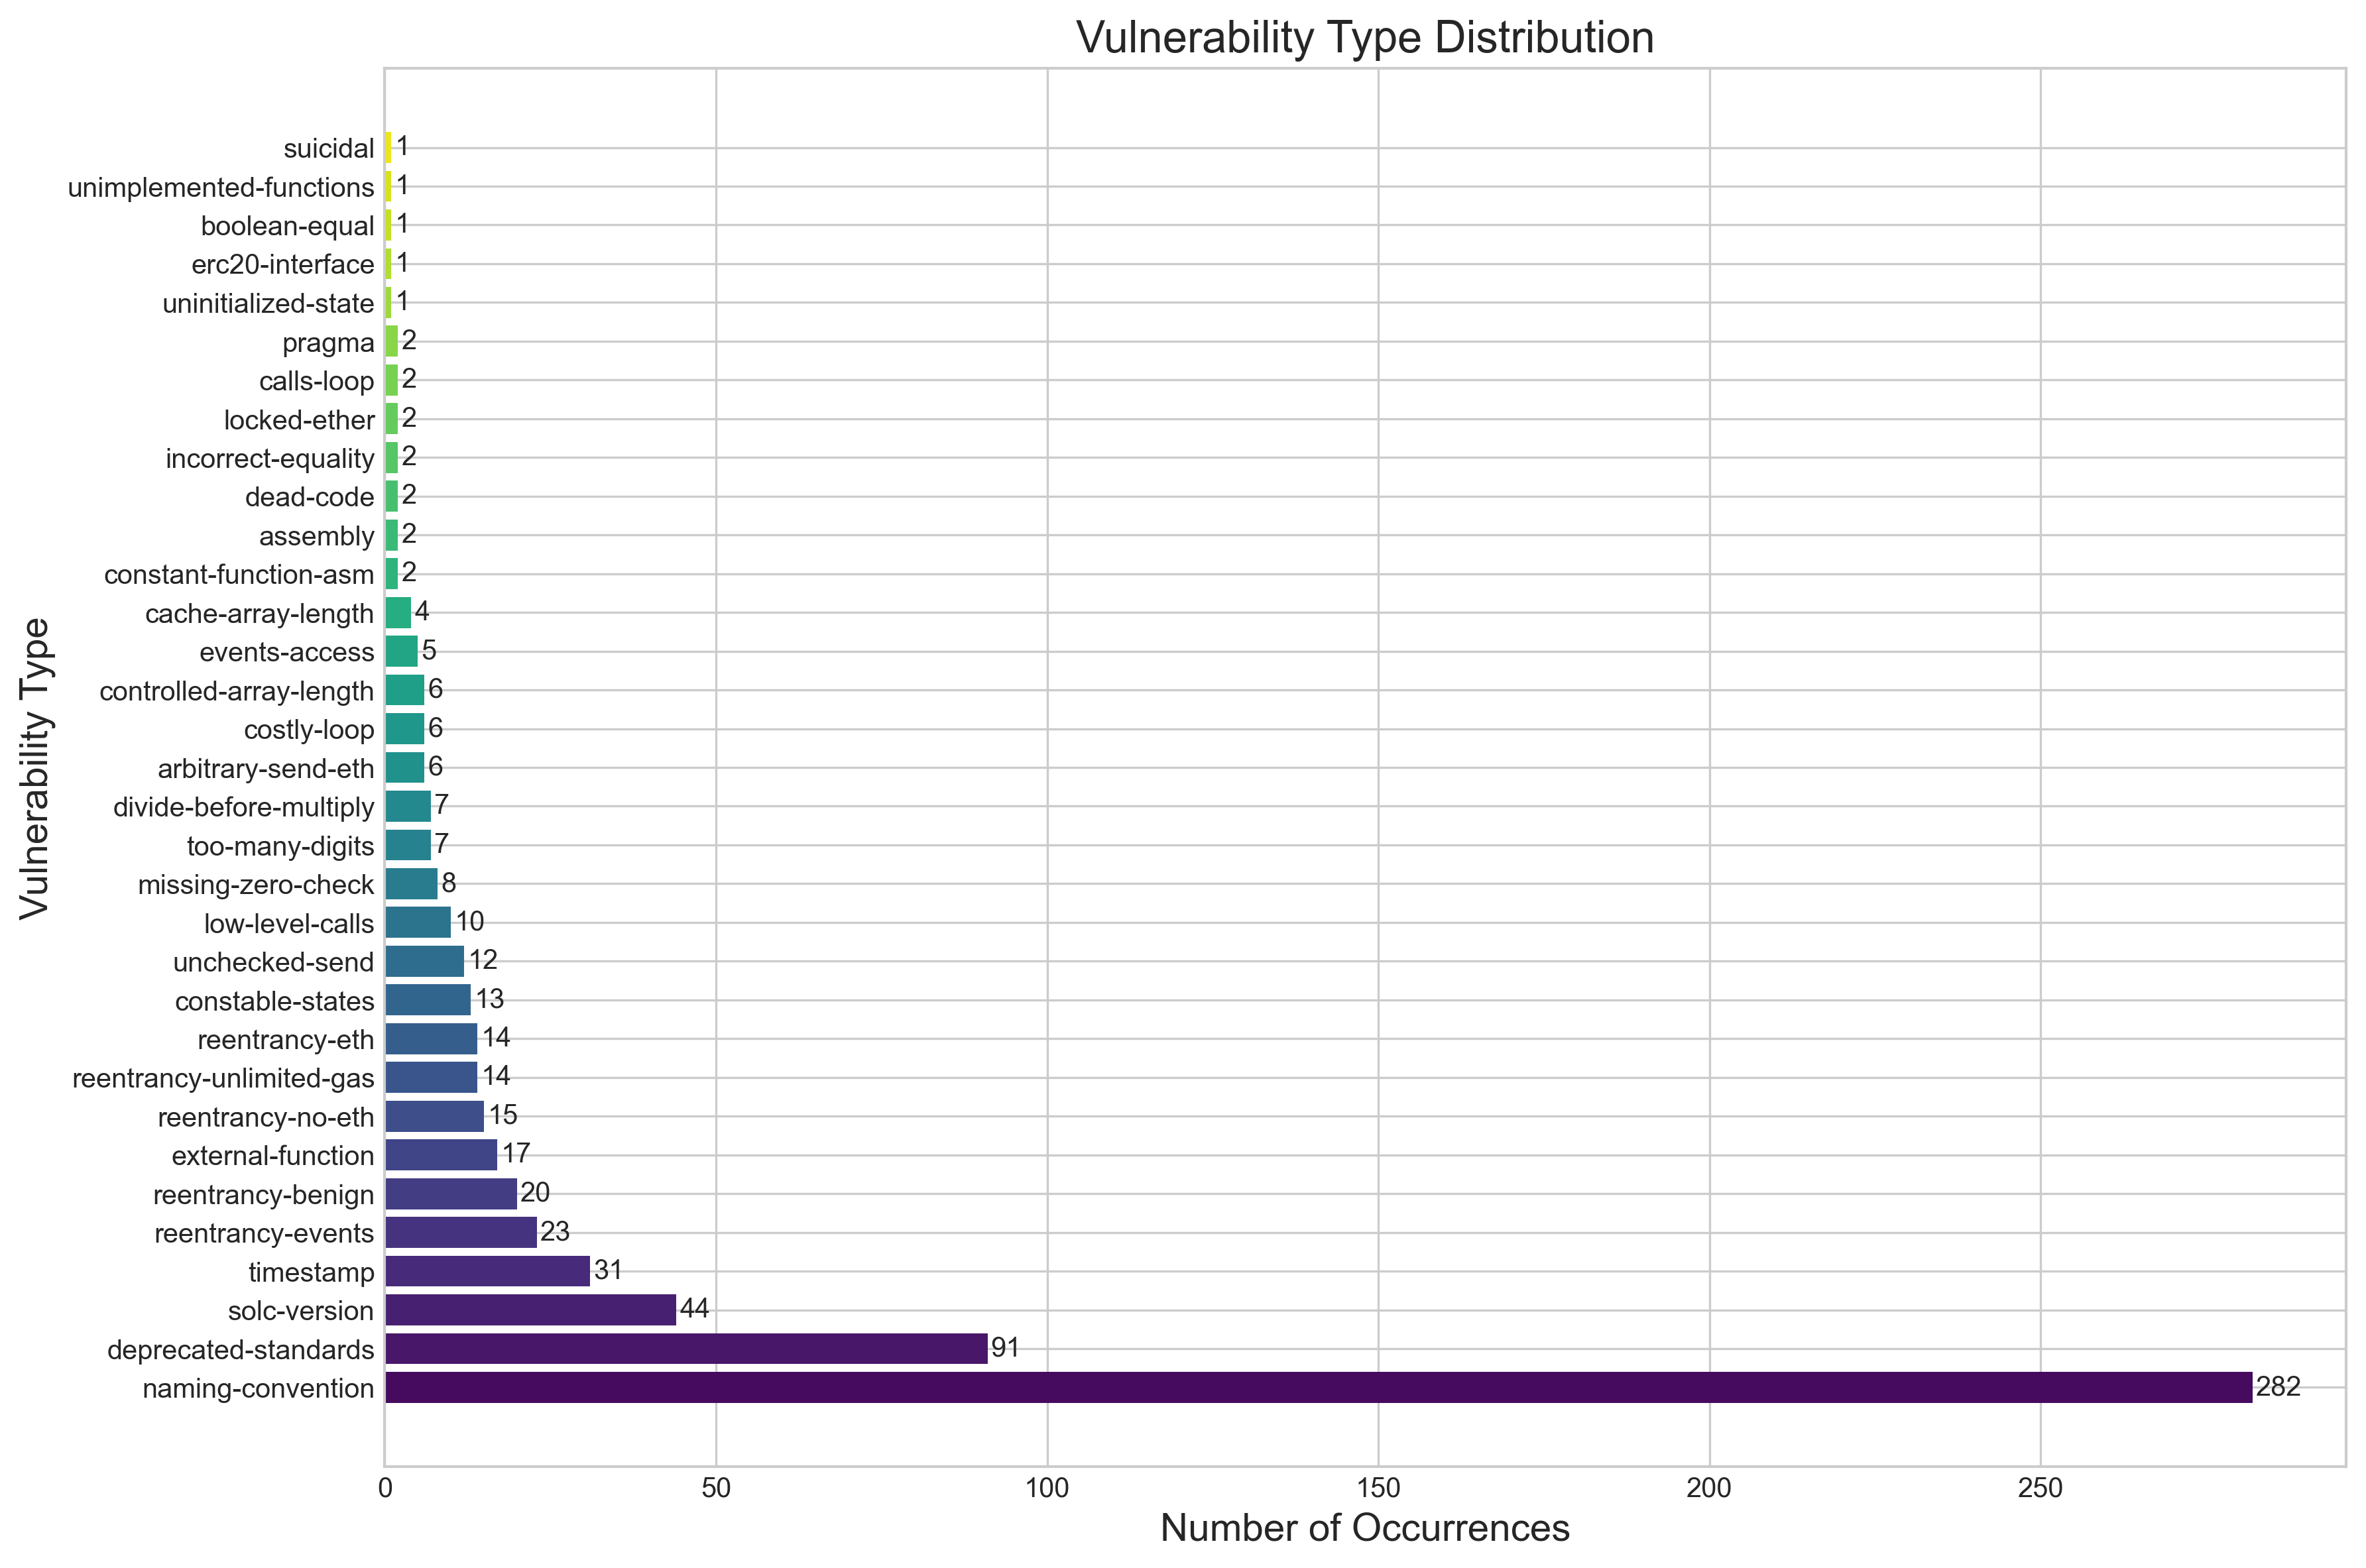 Vulnerability Type Distribution
suicidal 1
unimplemented-functions 1
boolean-equal 1
erc20-interface 1
uninitialized-state 1
pragma 2
calls-loop 2
locked-ether 2
incorrect-equality 2
dead-code 2
assembly 2
constant-function-asm 2
cache-array-length 4
events-access 5
controlled-array-length 6
costly-loop 6
arbitrary-send-eth 6
divide-before-multiply 7
too-many-digits 7
missing-zero-check 8
low-level-calls 10
unchecked-send 12
constable-states 13
reentrancy-eth 14
reentrancy-unlimited-gas 14
reentrancy-no-eth 15
external-function 17
reentrancy-benign 20
reentrancy-events 23
timestamp 31
solc-version 44
deprecated-standards 91
naming-convention 282
Vulnerability Type
0 50 100 150 200 250
Number of Occurrences